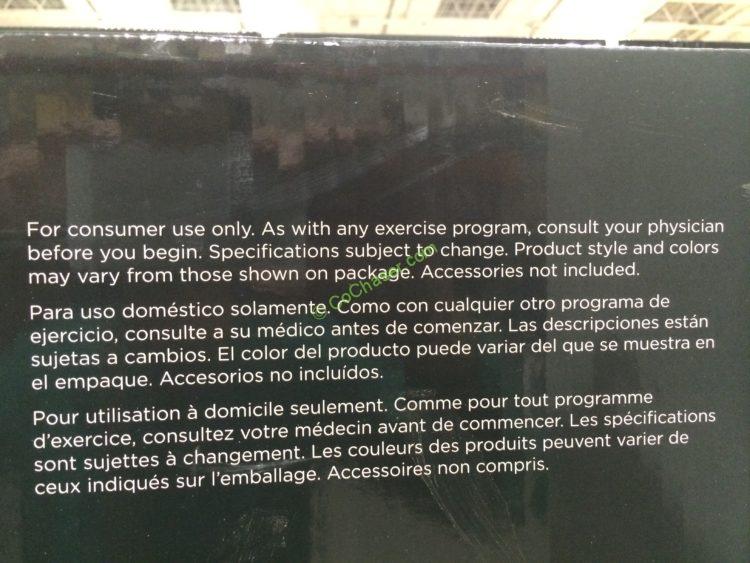 For consumer use only. As with any exercise program, consult your physician
before you begin. Specifications subject to change. Product style and colors
may vary from those shown on package. Accessories not included.
Para uso doméstico solamente. Como con cualquier otro programa de
ejercicio, consulte a su médico antes de comenzar. Las descripciones están
sujetas a cambios. El color del producto puede variar del que se muestra en
el empaque. Accesorios no incluídos.
Pour utilisation à domicile seulement. Comme pour tout programme
d'exercice, consultez votre médecin avant de commencer. Les spécifications
sont sujettes à changement. Les couleurs des produits peuvent varier de
ceux indiqués sur l'emballage. Accessoires non compris.
© CoChaser.com